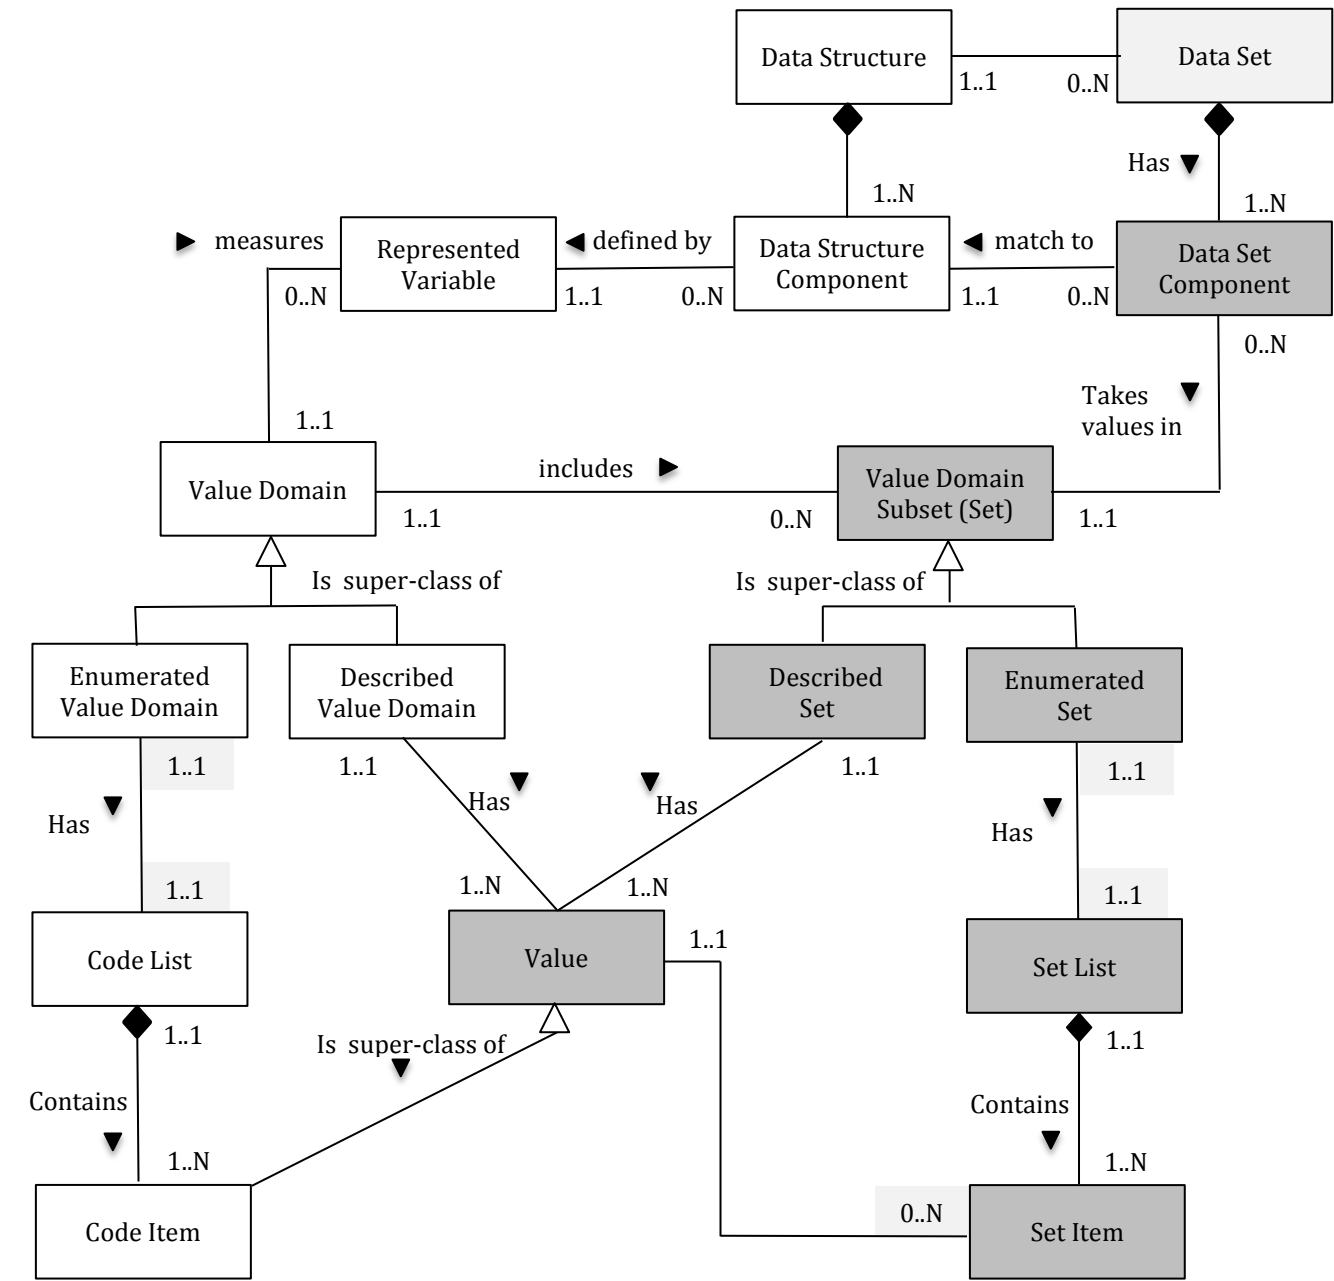 Data Structure
Data Set
1..1
0..N
Has
1..N
1..N
measures
Represented
Variable
defined by
Data Structure
Component
match to
Data Set
Component
0..N
1..1
0..N
1..1
0..N
0..N
Takes
values in
1..1
Value Domain
includes
Value Domain
Subset (Set)
1..1
0..N
1..1
Is super-class of
Is super-class of
Enumerated
Value Domain
Described
Value Domain
Described
Set
Enumerated
Set
1..1
1..1
1..1
1..1
Has
Has
Has
Has
1..1
1..N
1..N
1..1
Code List
Value
1..1
Set List
1..1
Is super-class of
1..1
Contains
Contains
1..N
1..N
Code Item
0..N
Set Item